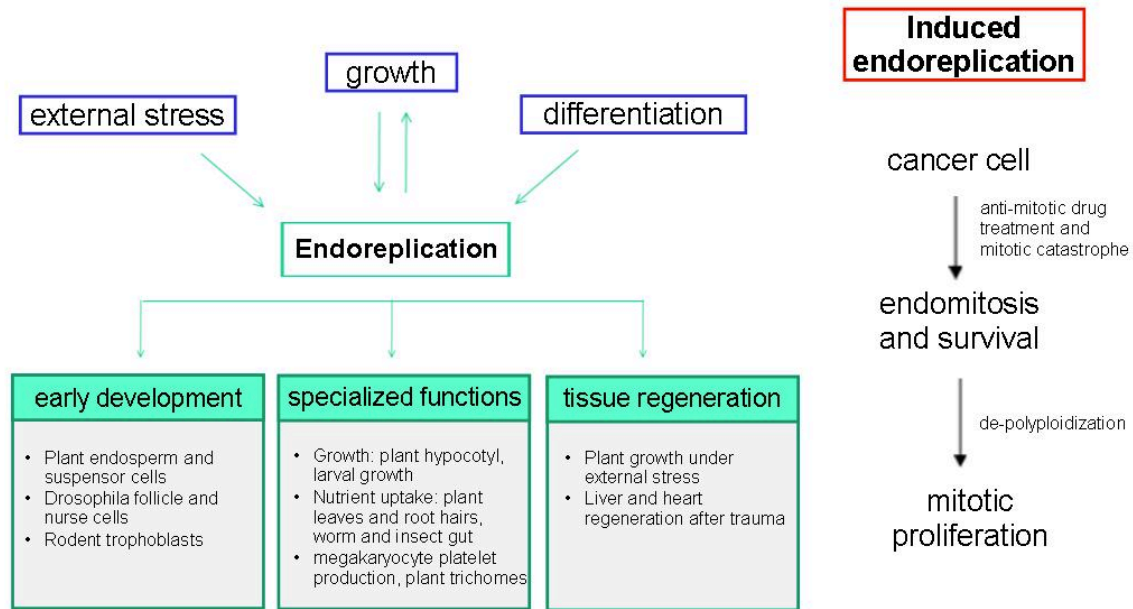 growth
external stress
differentiation
Endoreplication
early development
• Plant endosperm and
suspensor cells
• Drosophila follicle and
nurse cells
• Rodent trophoblasts
specialized functions
• Growth: plant hypocotyl,
larval growth
• Nutrient uptake: plant
leaves and root hairs,
worm and insect gut
• megakaryocyte platelet
production, plant trichomes
tissue regeneration
• Plant growth under
external stress
• Liver and heart
regeneration after trauma
Induced
endoreplication
cancer cell
anti-mitotic drug
treatment and
mitotic catastrophe
endomitosis
and survival
de-polyploidization
mitotic
proliferation